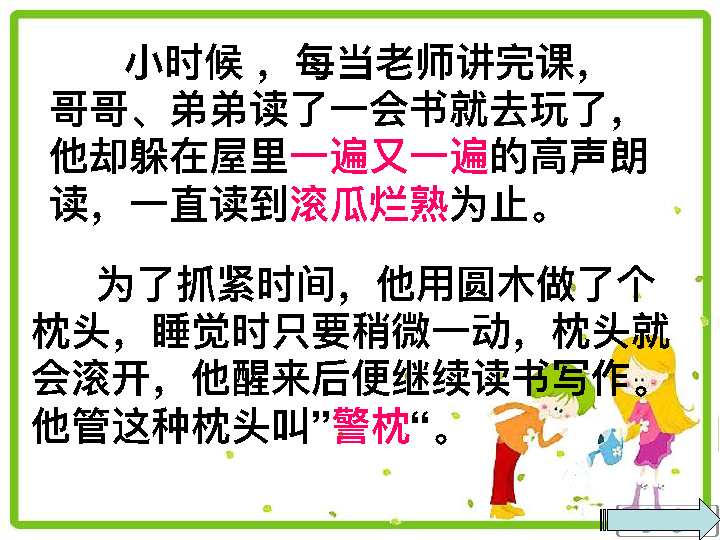 小时候 ，每当老师讲完课，
哥哥、弟弟读了一会书就去玩了，
他却躲在屋里一遍又一遍的高声朗
读，一直读到滚瓜烂熟为止。
为了抓紧时间，他用圆木做了个
枕头，睡觉时只要稍微一动，枕头就
会滚开，他醒来后便继续读书写作。
他管这种枕头叫”警枕“。